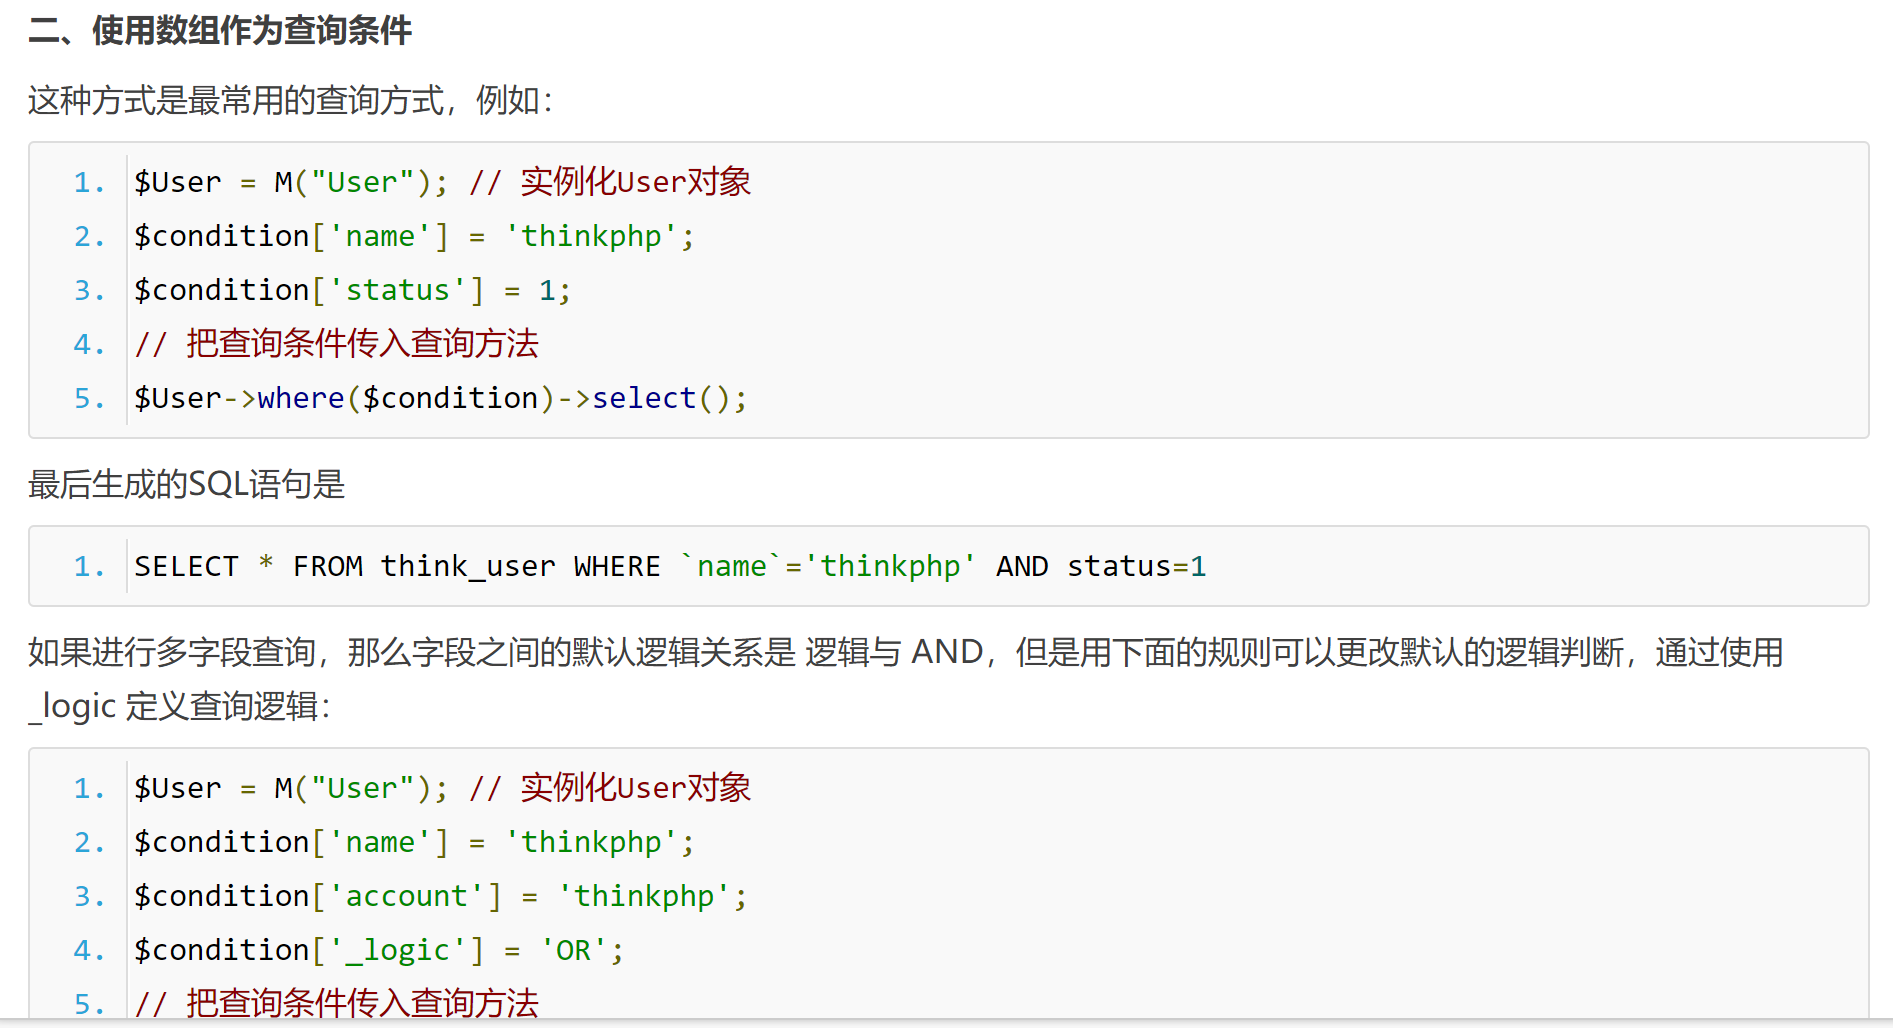 二、使用数组作为查询条件
这种方式是最常用的查询方式，例如：
1. $User = M("User"); // 实例化User对象
2. $condition['name'] = 'thinkphp';
3. $condition['status'] = 1;
4. // 把查询条件传入查询方法
5. $User->where($condition)->select();
最后生成的SQL语句是
1. SELECT * FROM think_user WHERE `name`='thinkphp' AND status=1
如果进行多字段查询，那么字段之间的默认逻辑关系是 逻辑与 AND，但是用下面的规则可以更改默认的逻辑判断，通过使用
_logic 定义查询逻辑：
1. $User = M("User"); // 实例化User对象
2. $condition['name'] = 'thinkphp';
3. $condition['account'] = 'thinkphp';
4. $condition['_logic'] = 'OR';
5. // 把查询条件传入查询方法